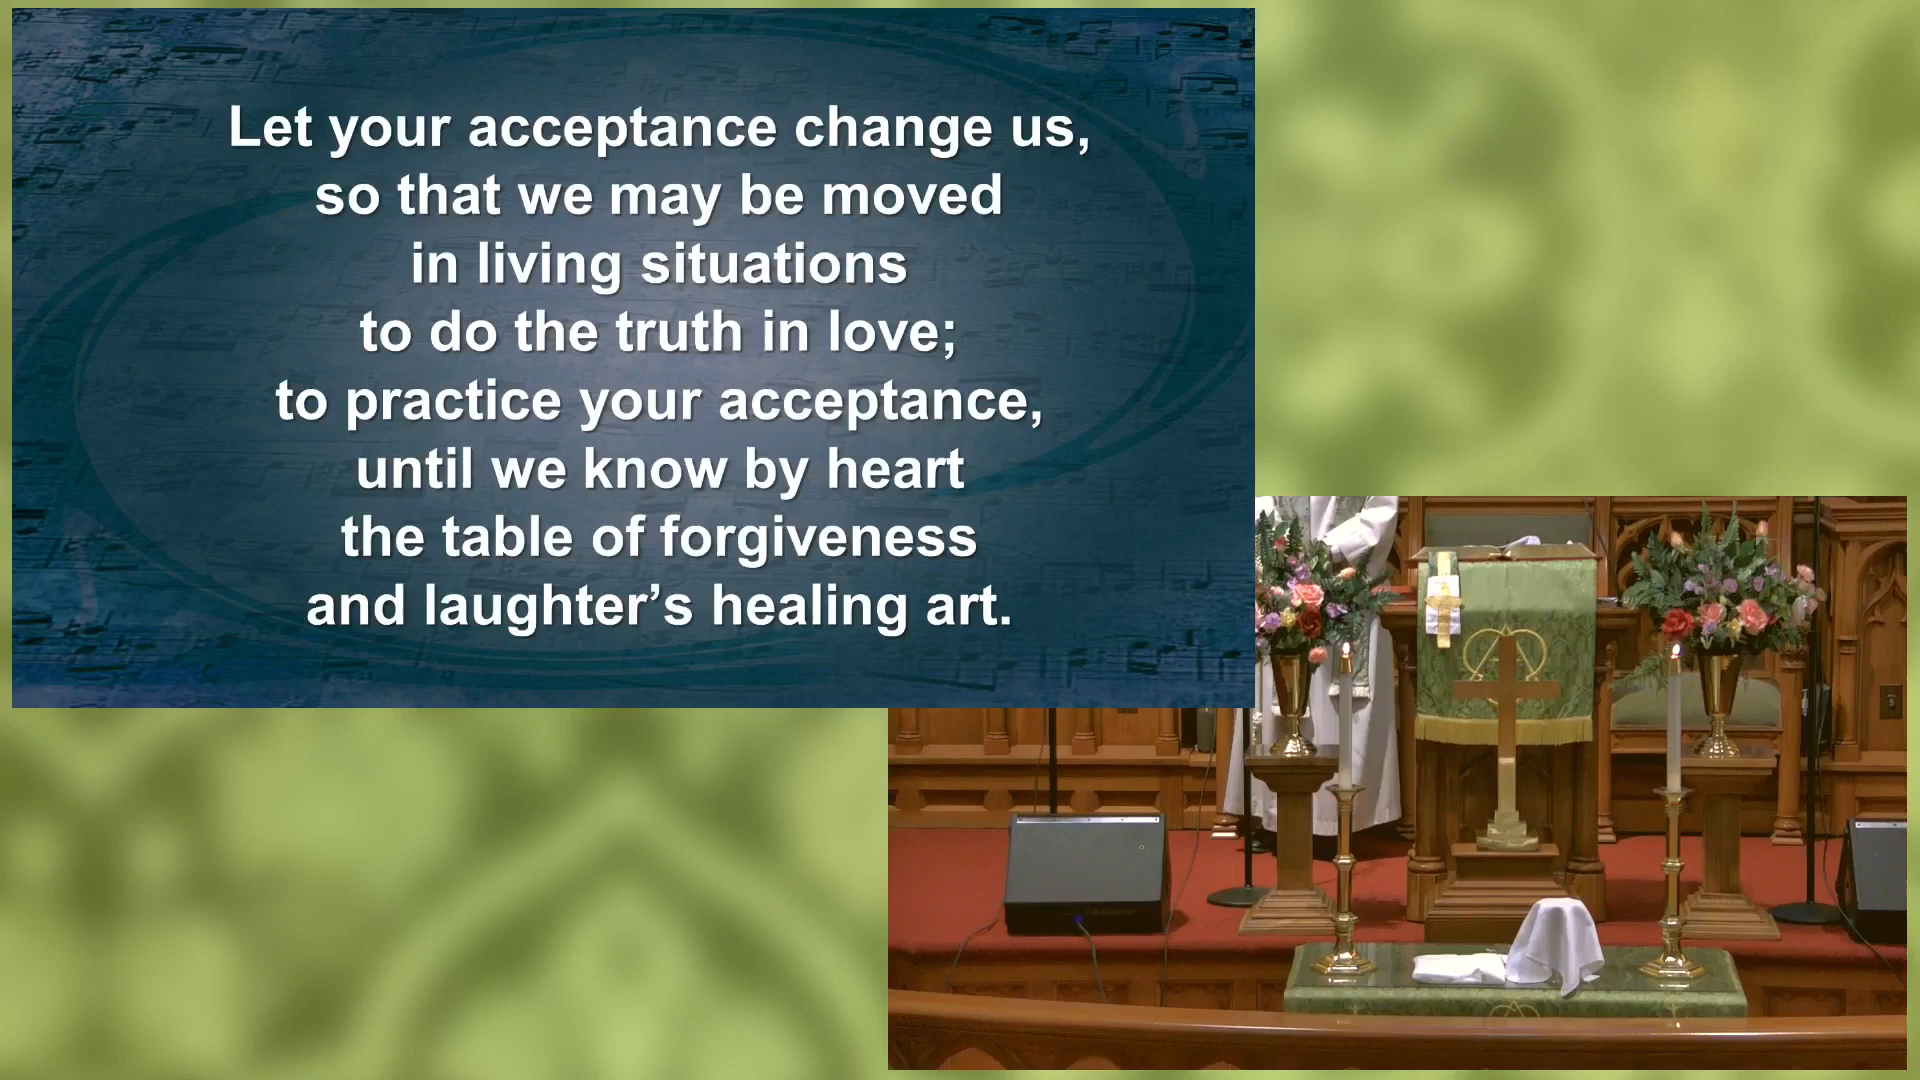 Let your acceptance change us,
so that we may be moved
in living situations
to do the truth in love;
to practice your acceptance,
until we know by heart
the table of forgiveness
and laughter’s healing art.